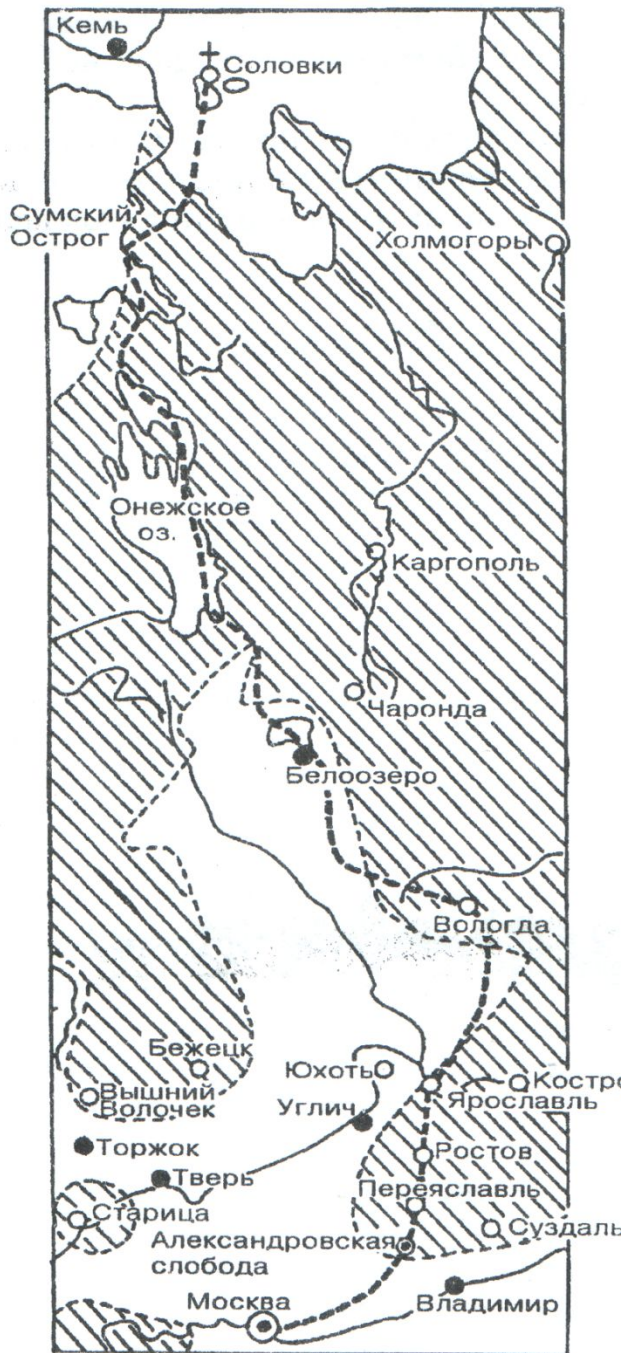 Кемь
Соловки
Сумский
Острог
Холмогоры
Онежское
оз.
Каргополь
Чаронда
Белоозеро
Вологда
Бежецк
Юхоть
Костро
Вышний
Волочек
Ярославль
Углич
Торжок
Ростов
Тверь
Переяславль
Старица
Суздаль
Александровская
слобода
Москва
Владимир